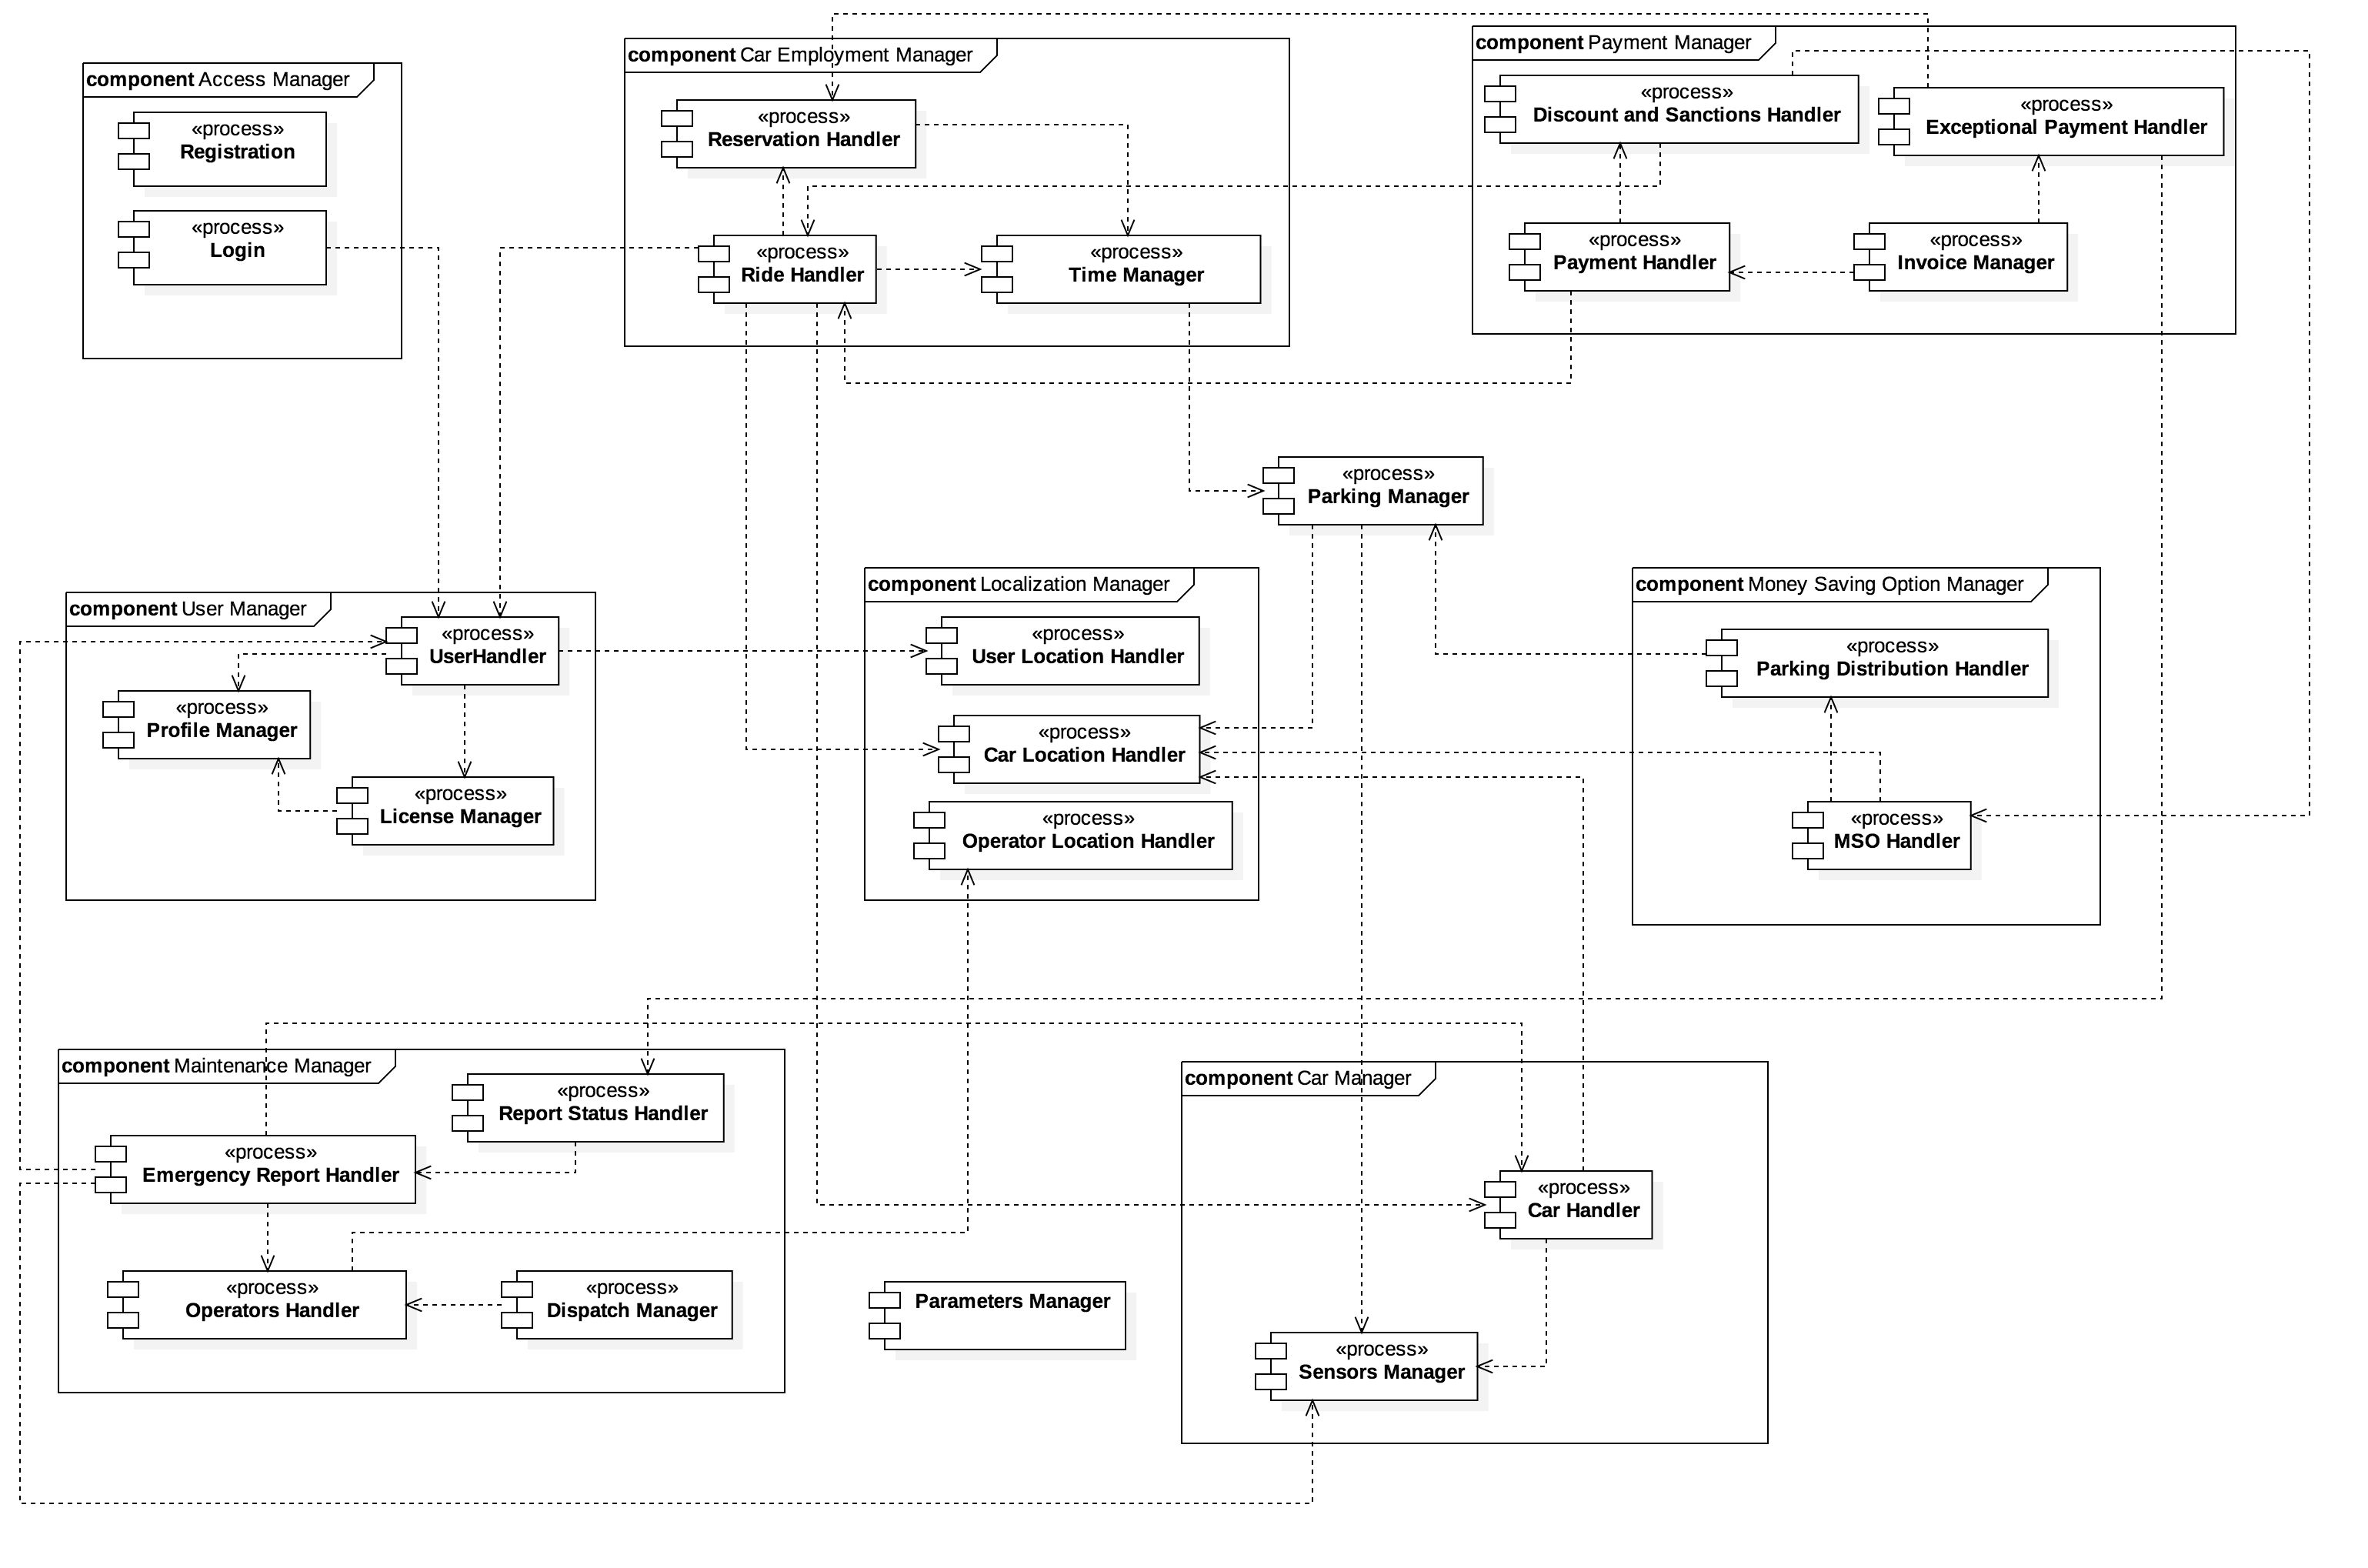 component Access Manager
«process»
Registration
«process»
Login
component Car Employment Manager
«process»
Reservation Handler
«process»
Ride Handler
«process»
Time Manager
component Payment Manager
«process»
Discount and Sanctions Handler
«process»
Exceptional Payment Handler
«process»
Payment Handler
«process»
Invoice Manager
«process»
Parking Manager
component User Manager
«process»
UserHandler
«process»
Profile Manager
«process»
License Manager
component Localization Manager
«process»
User Location Handler
«process»
Car Location Handler
«process»
Operator Location Handler
component Money Saving Option Manager
«process»
Parking Distribution Handler
«process»
MSO Handler
component Maintenance Manager
«process»
Report Status Handler
«process»
Emergency Report Handler
«process»
Operators Handler
«process»
Dispatch Manager
Parameters Manager
component Car Manager
«process»
Car Handler
«process»
Sensors Manager